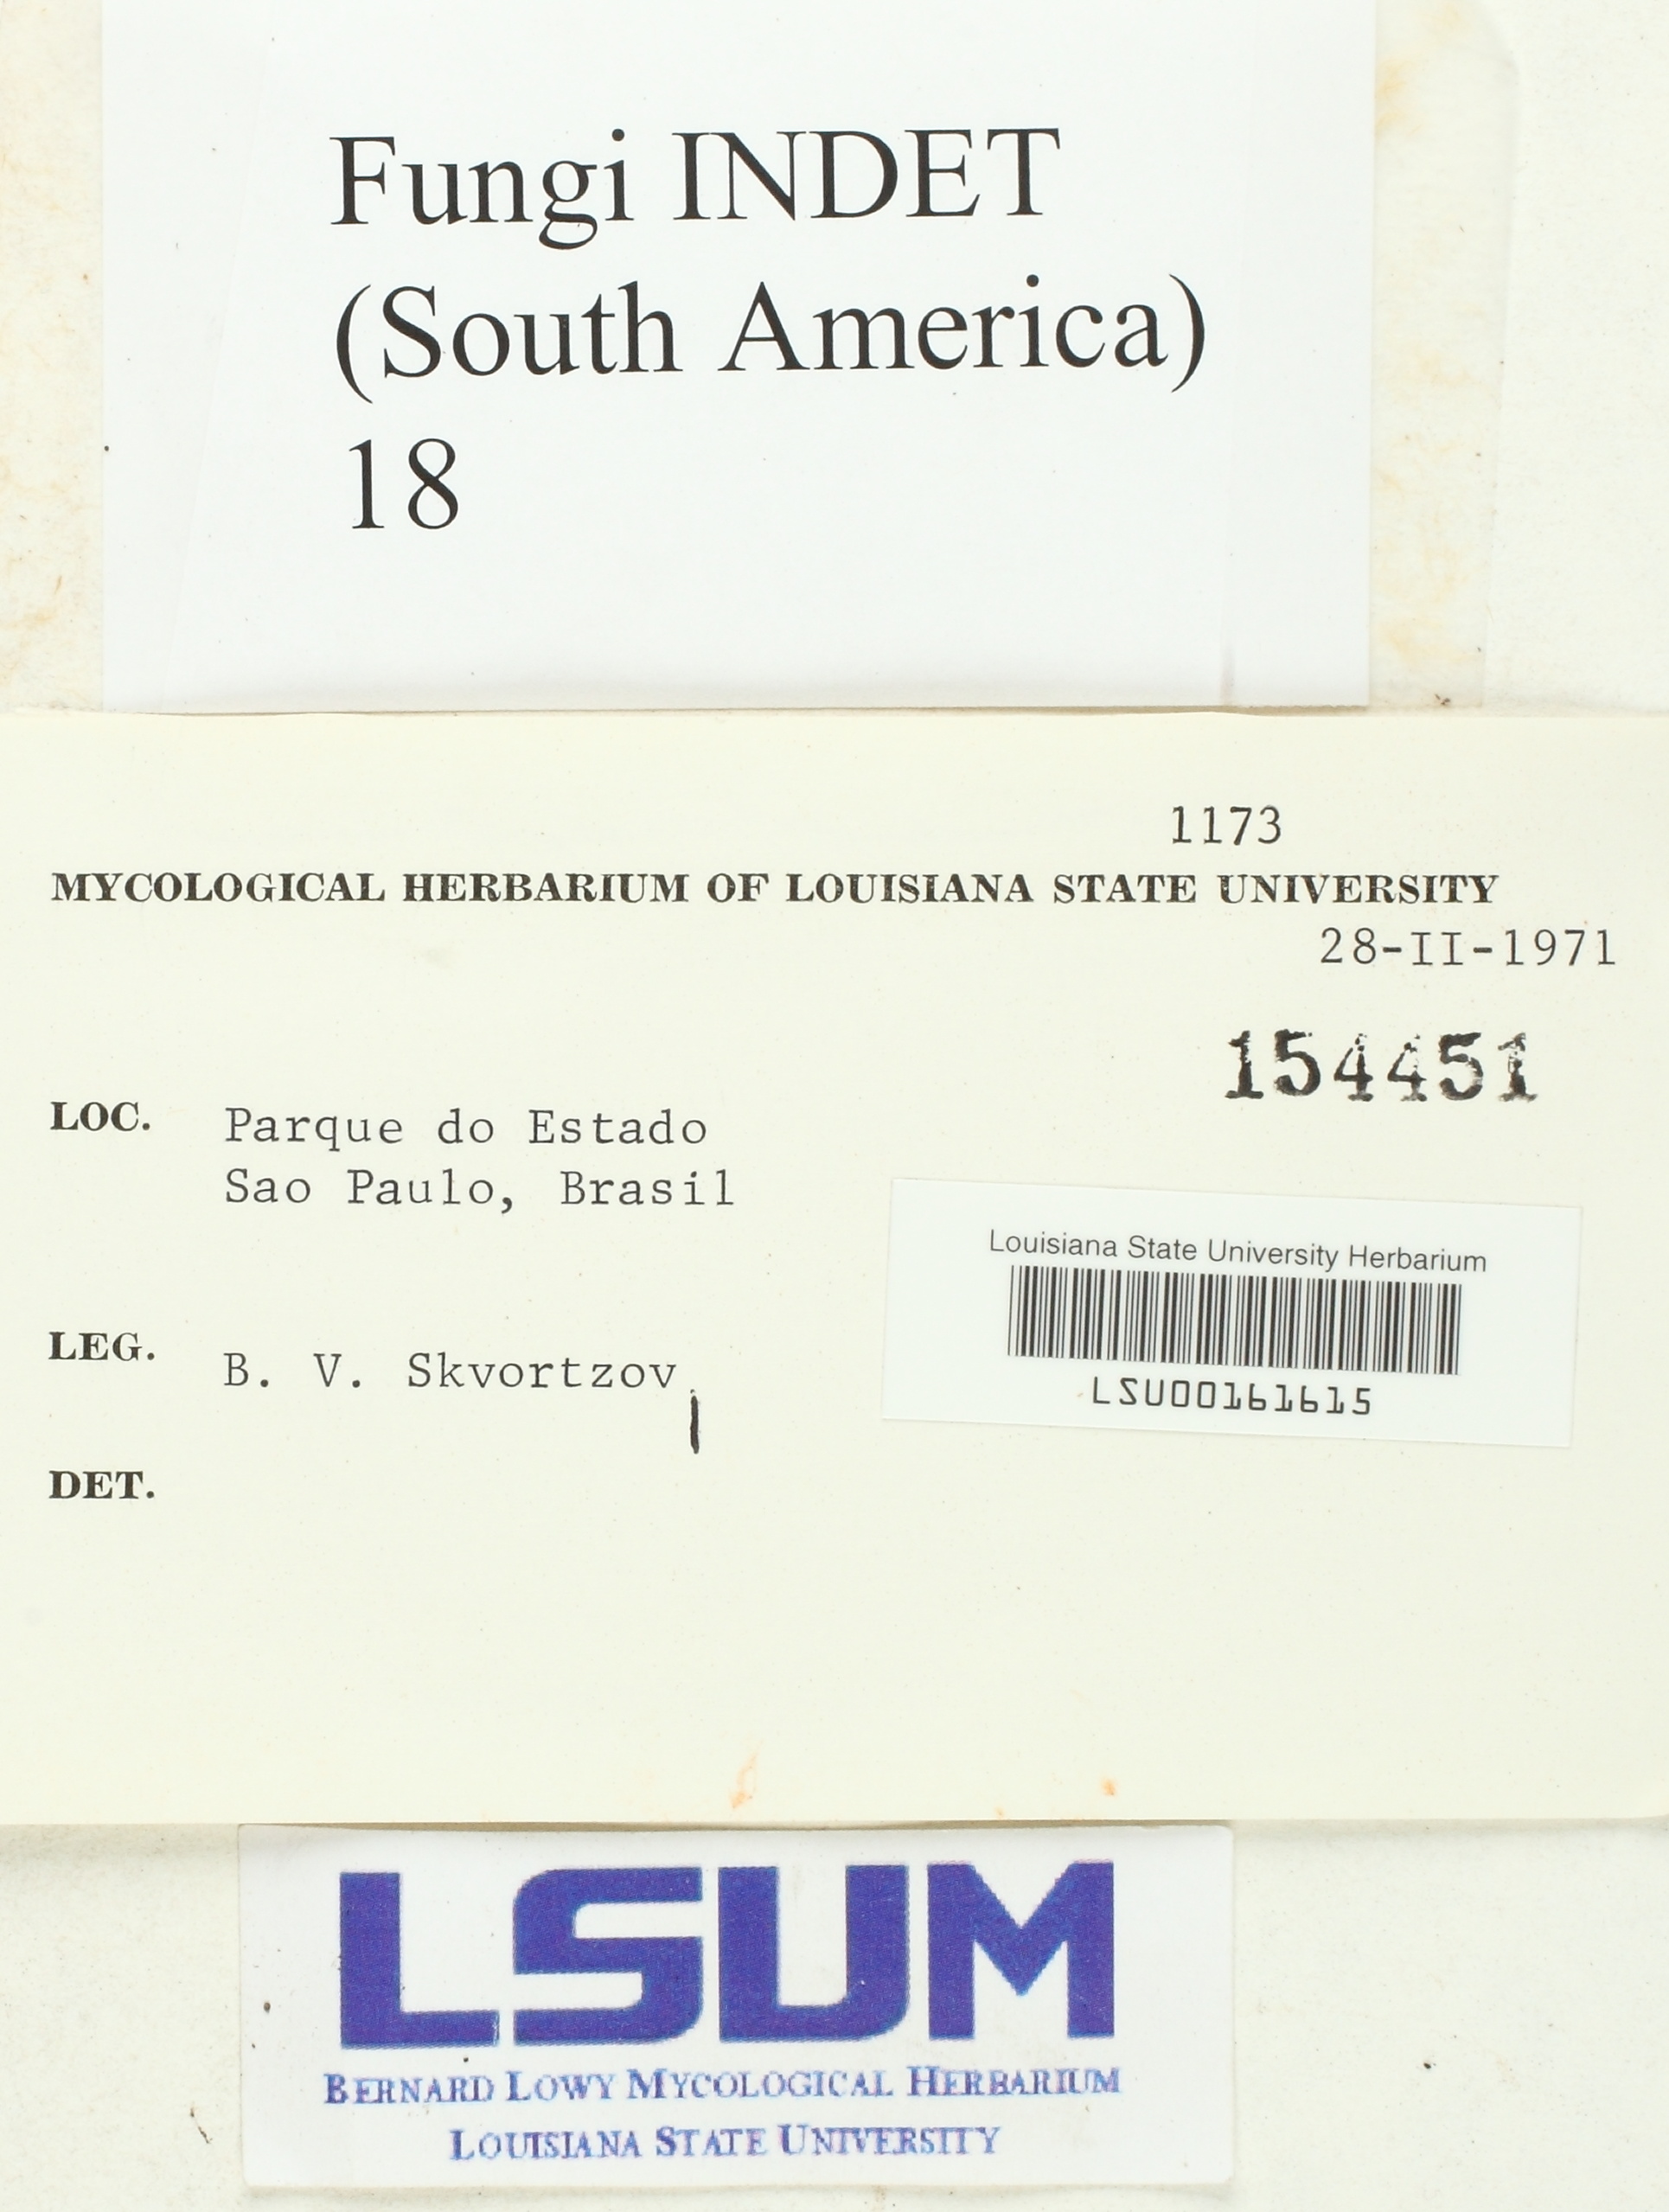 Fungi INDET
(South America)
18
1173
MYCOLOGICAL HERBARIUM OF LOUISIANA STATE UNIVERSITY
28-II-1971
154451
LOC. Parque do Estado
Sao Paulo, Brasil
Louisiana State University Herbarium
LSU00161615
LEG. B. V. Skvortzov
DET.
LSUM
BERNARD LOWY MYCOLOGICAL HERBARIUM
LOUISIANA STATE UNIVERSITY